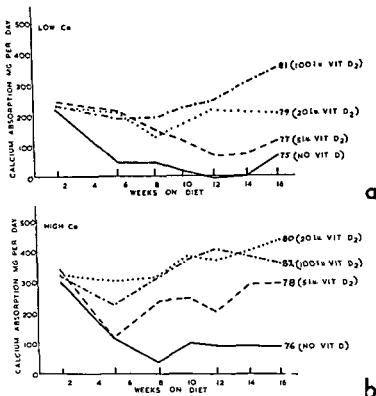 LOW Ca
CALCIUM ABSORPTION MG PER DAY
500
400
300
200
100
0
2 4 6 8 10 12 14 16
WEEKS ON DIET
81 (100 i.u. VIT D2)
79 (20 i.u. VIT D2)
77 (5 i.u. VIT D2)
75 (NO VIT D)
a
HIGH Ca
CALCIUM ABSORPTION MG PER DAY
400
300
200
100
0
2 4 6 8 10 12 14 16
WEEKS ON DIET
80 (20 i.u. VIT D2)
(100 i.u. VIT D2)
78 (5 i.u. VIT D2)
76 (NO VIT D)
b